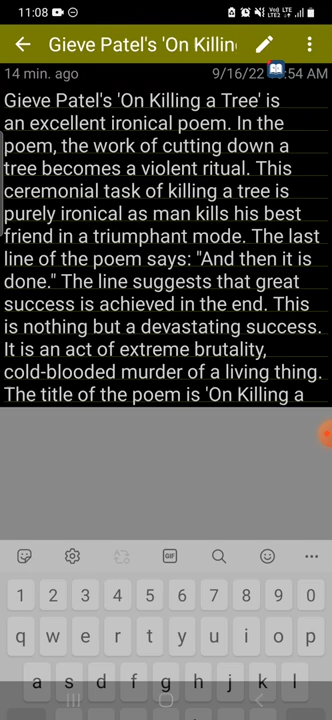 11:08
Vo) LTE
LTE2
Gieve Patel's 'On Killin
14 min. ago
9/16/22
:54 AM
Gieve Patel's 'On Killing a Tree' is
an excellent ironical poem. In the
poem, the work of cutting down a
tree becomes a violent ritual. This
ceremonial task of killing a tree is
purely ironical as man kills his best
friend in a triumphant mode. The last
line of the poem says: "And then it is
done." The line suggests that great
success is achieved in the end. This
is nothing but a devastating success.
It is an act of extreme brutality,
cold-blooded murder of a living thing.
The title of the poem is 'On Killing a
GIF
1 2 3 4 5 6 7 8 9 0
q w e r t y u i o p
a s d f g h j k l